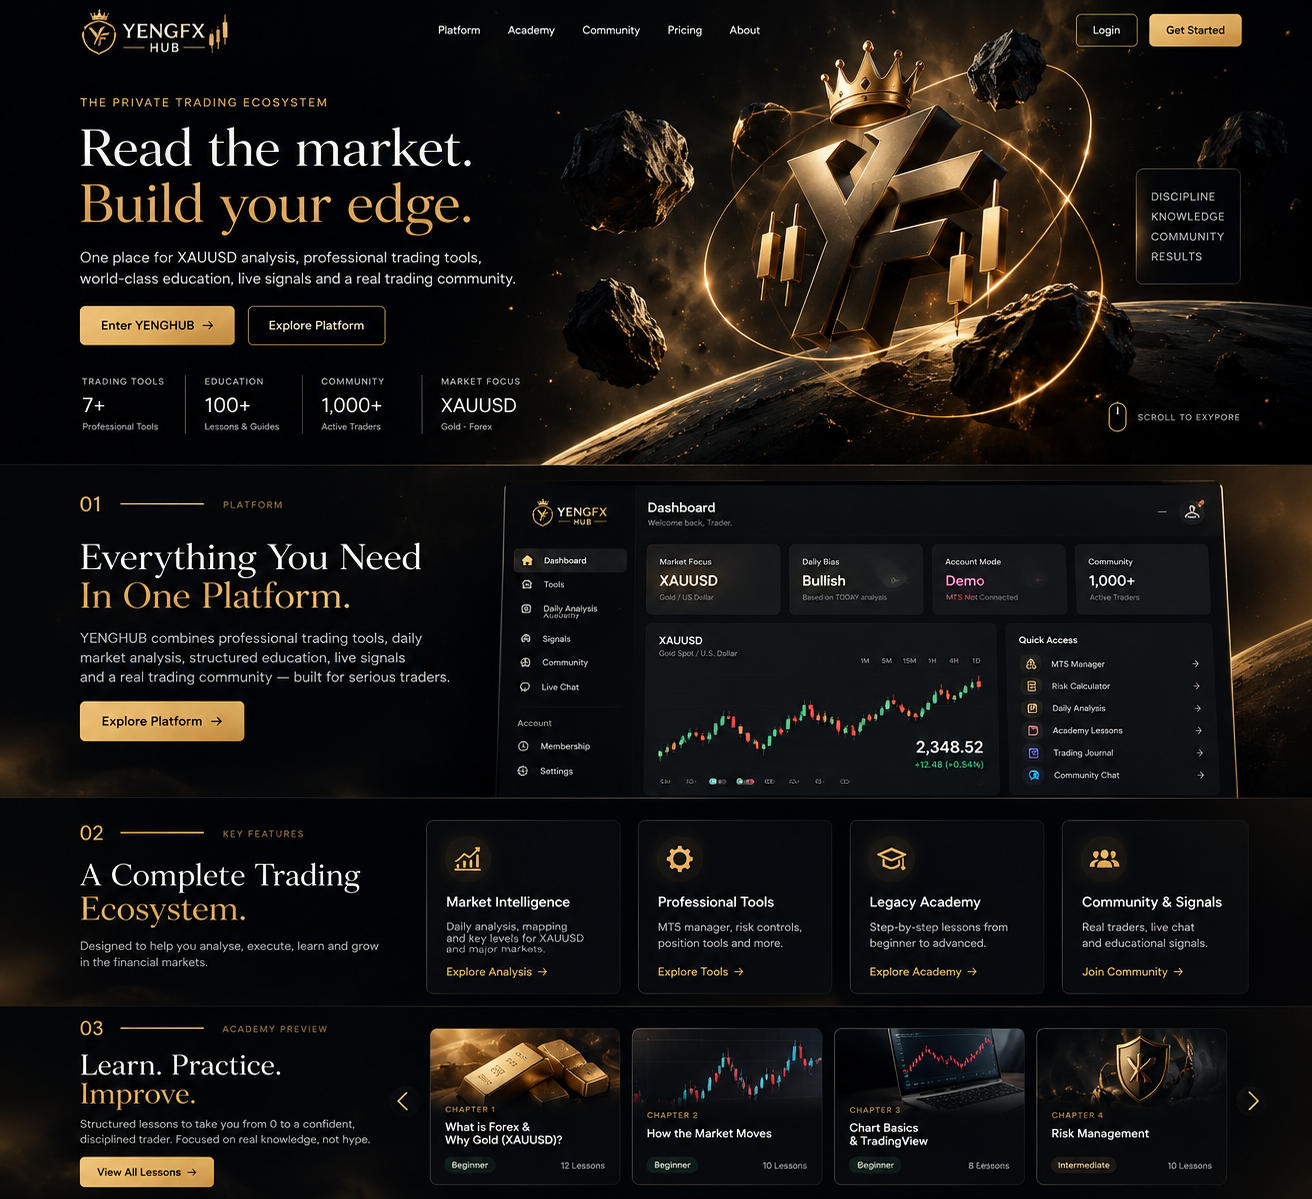 YENGFX
HUB
Platform
Academy
Community
Pricing
About
Login
Get Started
THE PRIVATE TRADING ECOSYSTEM
Read the market.
Build your edge.
One place for XAUUSD analysis, professional trading tools,
world-class education, live signals and a real trading community.
Enter YENGHUB →
Explore Platform
TRADING TOOLS
7+
Professional Tools
EDUCATION
100+
Lessons & Guides
COMMUNITY
1,000+
Active Traders
MARKET FOCUS
XAUUSD
Gold - Forex
YF
DISCIPLINE
KNOWLEDGE
COMMUNITY
RESULTS
SCROLL TO EXYPORE
01
PLATFORM
Everything You Need
In One Platform.
YENGHUB combines professional trading tools, daily
market analysis, structured education, live signals
and a real trading community — built for serious traders.
Explore Platform →
YENGFX
HUB
Dashboard
Tools
Daily Analysis
Academy
Signals
Community
Live Chat
Account
Membership
Settings
Dashboard
Welcome back, Trader.
Market Focus
XAUUSD
Gold / US Dollar
Daily Bias
Bullish
Based on TODAY analysis
Account Mode
Demo
MTS Not Connected
Community
1,000+
Active Traders
XAUUSD
Gold Spot / U.S. Dollar
1M 5M 15M 1H 4H 1D
2,348.52
+12.48 (+0.54%)
Quick Access
MTS Manager →
Risk Calculator →
Daily Analysis →
Academy Lessons →
Trading Journal →
Community Chat →
02
KEY FEATURES
A Complete Trading
Ecosystem.
Designed to help you analyse, execute, learn and grow
in the financial markets.
Market Intelligence
Daily analysis, mapping
and key levels for XAUUSD
and major markets.
Explore Analysis →
Professional Tools
MTS manager, risk controls,
position tools and more.
Explore Tools →
Legacy Academy
Step-by-step lessons from
beginner to advanced.
Explore Academy →
Community & Signals
Real traders, live chat
and educational signals.
Join Community →
03
ACADEMY PREVIEW
Learn. Practice.
Improve.
Structured lessons to take you from 0 to a confident,
disciplined trader. Focused on real knowledge, not hype.
View All Lessons →
CHAPTER 1
What is Forex &
Why Gold (XAUUSD)?
Beginner
12 Lessons
CHAPTER 2
How the Market Moves
Beginner
10 Lessons
CHAPTER 3
Chart Basics
& TradingView
Beginner
8 Lessons
CHAPTER 4
Risk Management
Intermediate
10 Lessons